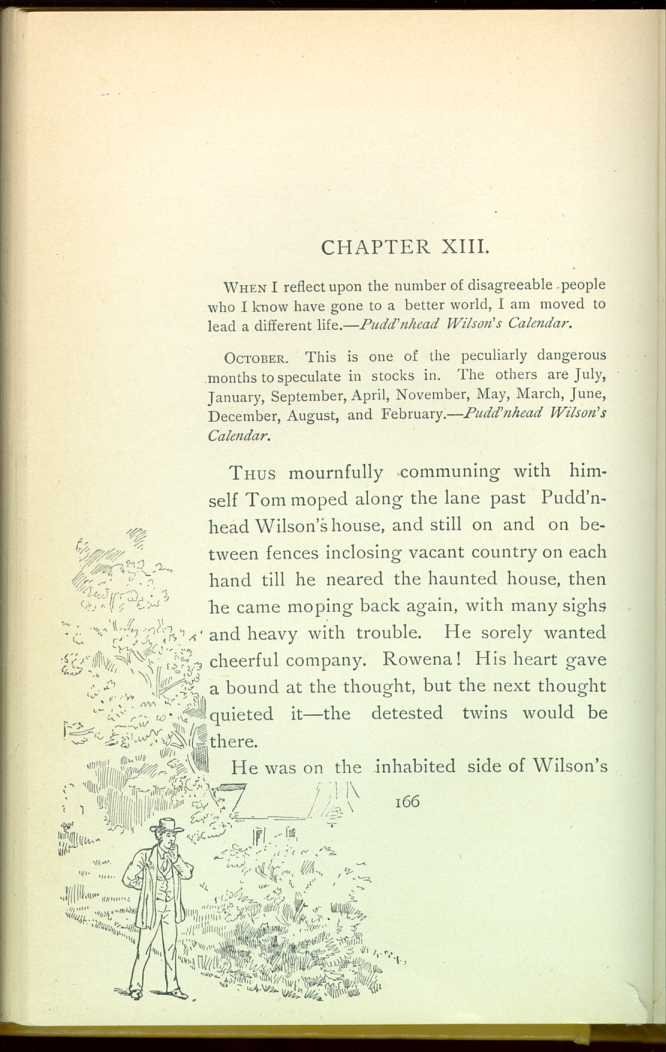 CHAPTER XIII.
WHEN I reflect upon the number of disagreeable people
who I know have gone to a better world, I am moved to
lead a different life.—Pudd'nhead Wilson's Calendar.
OCTOBER. This is one of the peculiarly dangerous
months to speculate in stocks in. The others are July,
January, September, April, November, May, March, June,
December, August, and February.—Pudd'nhead Wilson's
Calendar.
THUS mournfully communing with him-
self Tom moped along the lane past Pudd'n-
head Wilson's house, and still on and on be-
tween fences inclosing vacant country on each
hand till he neared the haunted house, then
he came moping back again, with many sighs
and heavy with trouble. He sorely wanted
cheerful company. Rowena! His heart gave
a bound at the thought, but the next thought
quieted it—the detested twins would be
there.
He was on the inhabited side of Wilson's
166